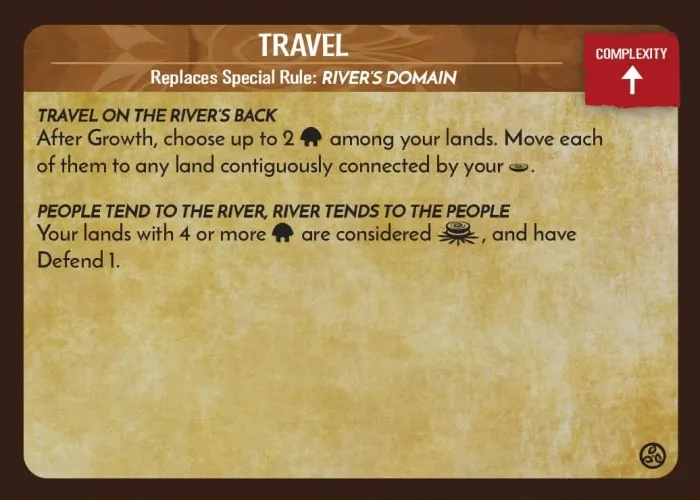 TRAVEL
Replaces Special Rule: RIVER'S DOMAIN
COMPLEXITY
TRAVEL ON THE RIVER'S BACK
After Growth, choose up to 2 among your lands. Move each
of them to any land contiguously connected by your .
PEOPLE TEND TO THE RIVER, RIVER TENDS TO THE PEOPLE
Your lands with 4 or more are considered , and have
Defend 1.